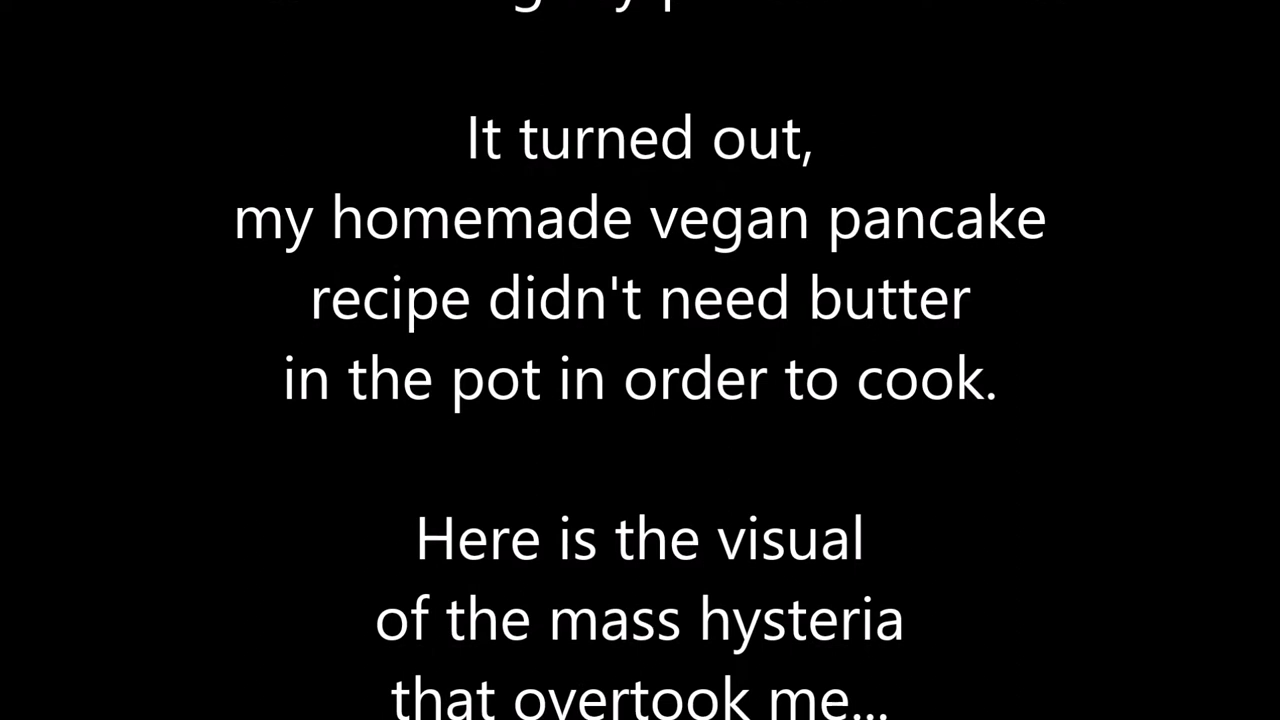 It turned out,
my homemade vegan pancake
recipe didn't need butter
in the pot in order to cook.
Here is the visual
of the mass hysteria
that overtook me...